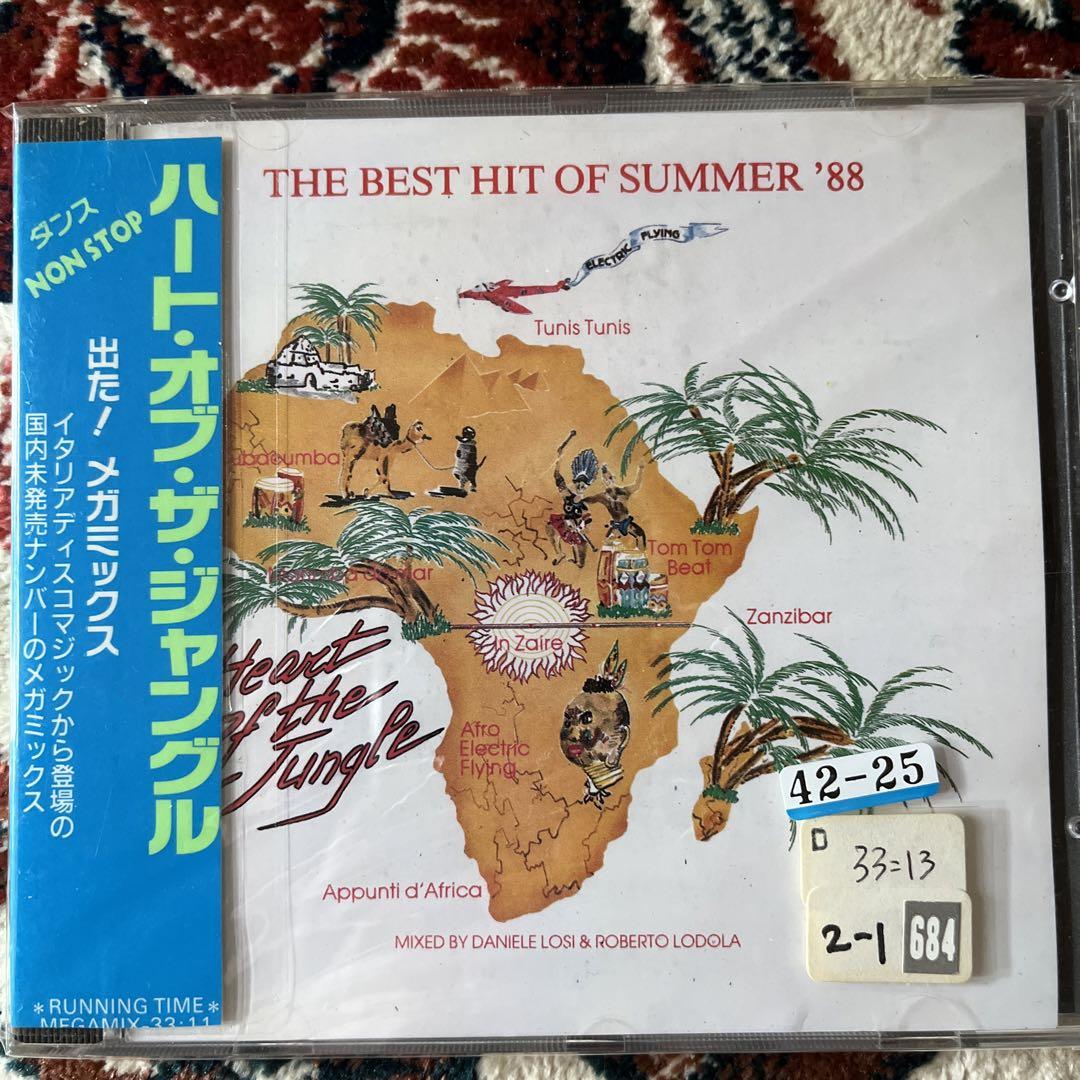 ハート・オブ・ザ・ジャングル
ダンス
NON STOP
出た！メガミックス
イタリアディスコマジックから登場の
国内未発売ナンバーのメガミックス
*RUNNING TIME*
MEGAMIX-33:11
THE BEST HIT OF SUMMER '88
ELECTRIC FLYING
Tunis Tunis
Tom Tom
Beat
Zanzibar
In Zaire
Heart
of the
Jungle
Afro
Electric
Flying
Appunti d'Africa
MIXED BY DANIELE LOSI & ROBERTO LODOLA
42-25
D
33=13
2-1
684